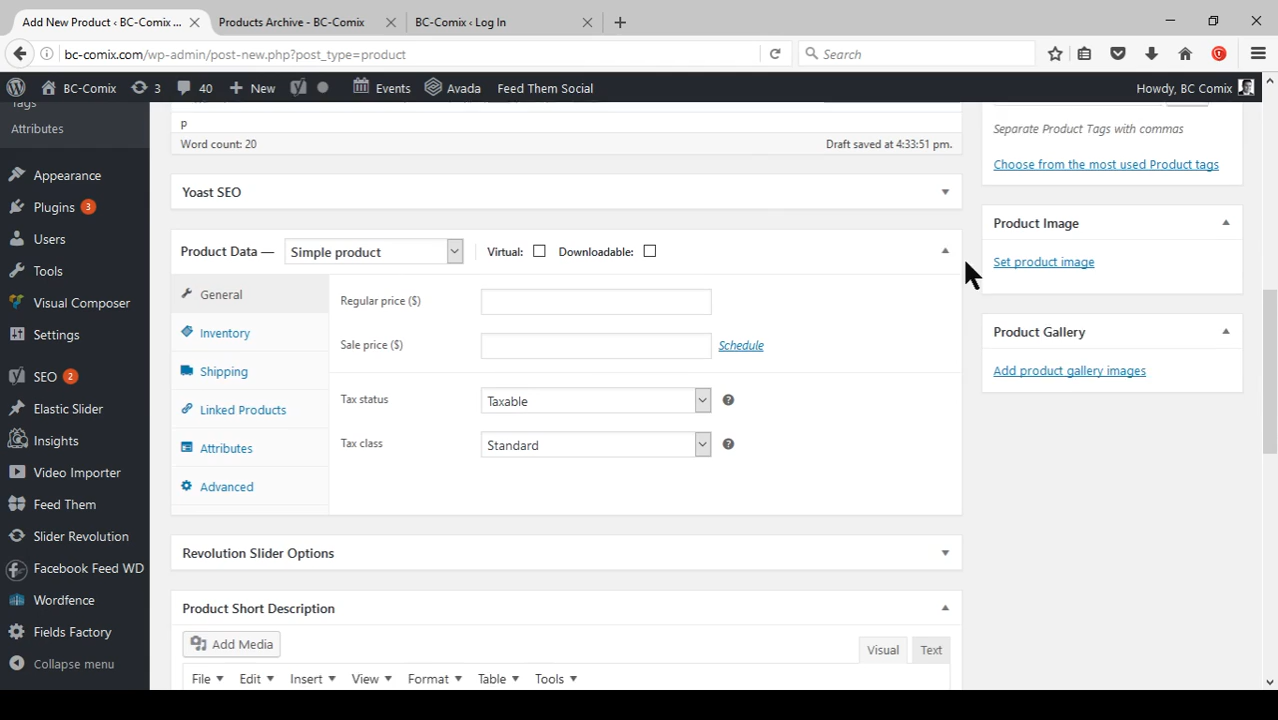 Add New Product ‹ BC-Comix ...
Products Archive - BC-Comix
BC-Comix ‹ Log In
bc-comix.com/wp-admin/post-new.php?post_type=product
Search
BC-Comix
3
40
New
Events
Avada
Feed Them Social
Howdy, BC Comix
Tags
Attributes
Appearance
Plugins 3
Users
Tools
Visual Composer
Settings
SEO 2
Elastic Slider
Insights
Video Importer
Feed Them
Slider Revolution
Facebook Feed WD
Wordfence
Fields Factory
Collapse menu
p
Word count: 20
Draft saved at 4:33:51 pm.
Yoast SEO
Product Data — Simple product Virtual: Downloadable:
General
Inventory
Shipping
Linked Products
Attributes
Advanced
Regular price ($)
Sale price ($)
Schedule
Tax status Taxable
Tax class Standard
Revolution Slider Options
Product Short Description
Add Media
Visual Text
File Edit Insert View Format Table Tools
Separate Product Tags with commas
Choose from the most used Product tags
Product Image
Set product image
Product Gallery
Add product gallery images